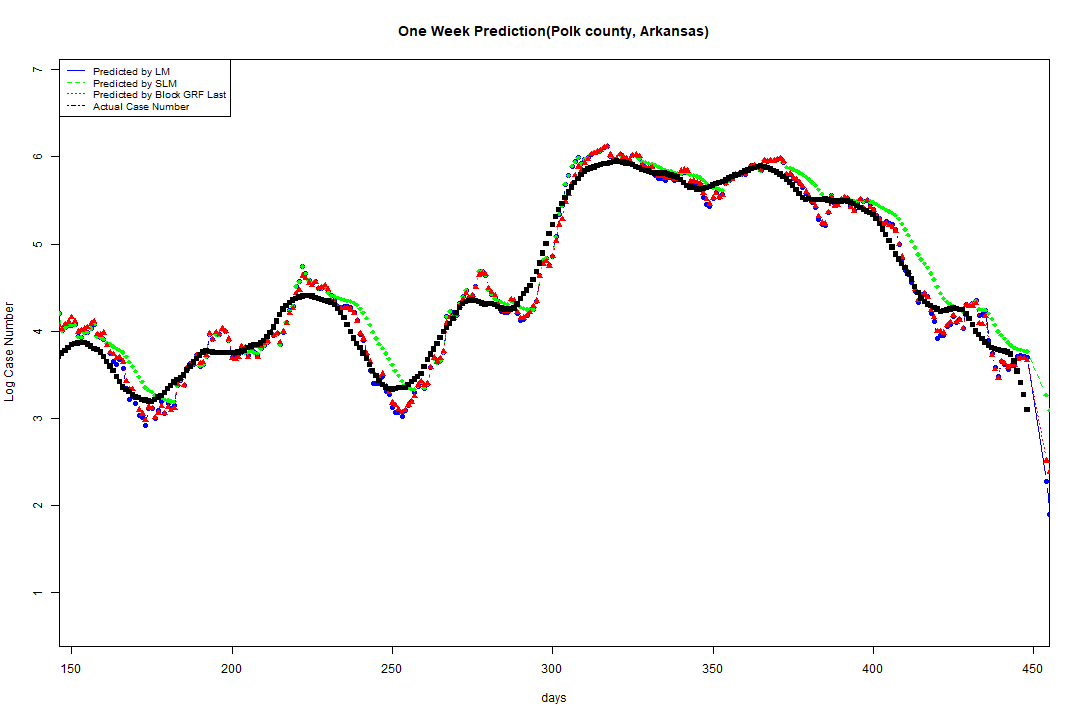 One Week Prediction(Polk county, Arkansas)
Predicted by LM
Predicted by SLM
Predicted by Block GRF Last
Actual Case Number
7
6
5
4
3
2
1
Log Case Number
150 200 250 300 350 400 450
days